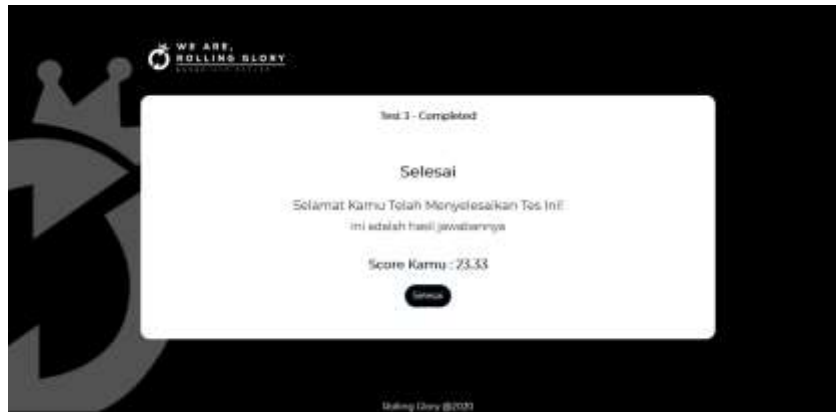 WE ARE,
ROLLING GLORY
Test 3 - Completed
Selesai
Selamat Kamu Telah Menyelesaikan Tes Ini!
Ini adalah hasil jawabannya
Score Kamu : 23.33
Selesai
Rolling Glory @2020